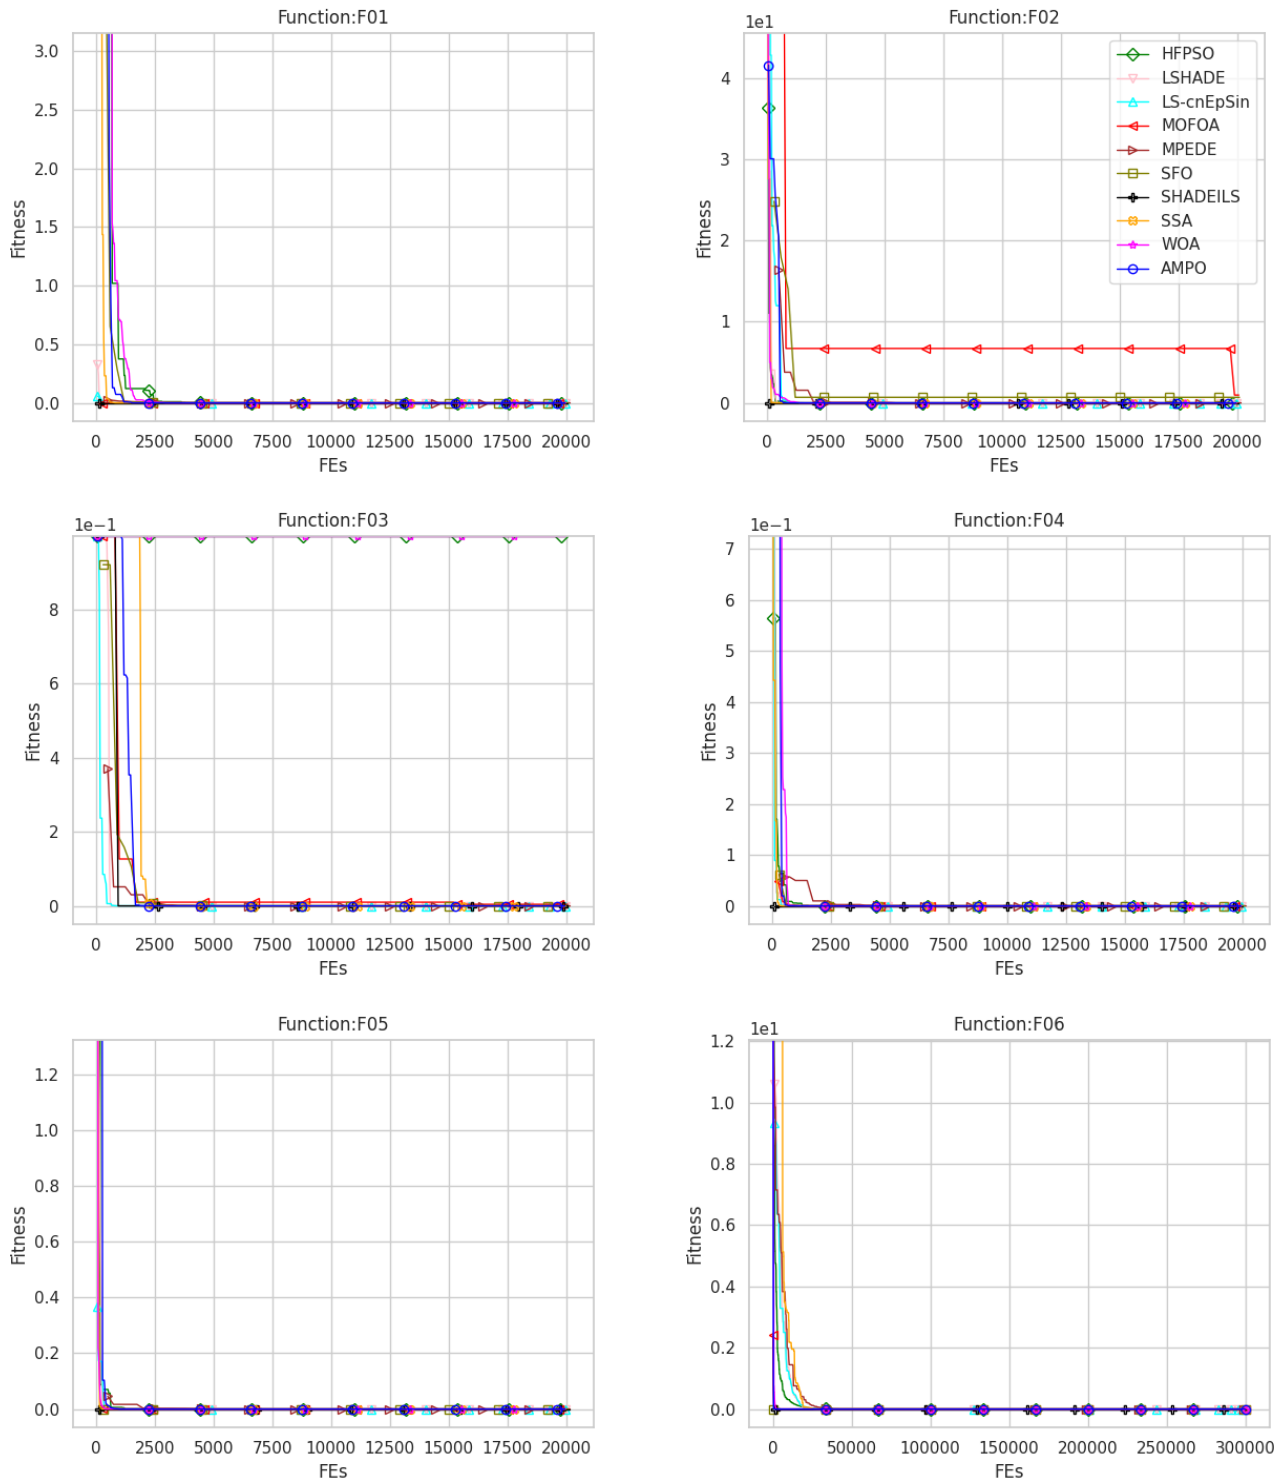 Function:F01
3.0
2.5
2.0
1.5
1.0
0.5
0.0
Fitness
0 2500 5000 7500 10000 12500 15000 17500 20000
FEs
Function:F02
1e1
4
3
2
1
0
Fitness
0 2500 5000 7500 10000 12500 15000 17500 20000
FEs
HFPSO
LSHADE
LS-cnEpSin
MOFOA
MPEDE
SFO
SHADEILS
SSA
WOA
AMPO
Function:F03
1e−1
8
6
4
2
0
Fitness
0 2500 5000 7500 10000 12500 15000 17500 20000
FEs
Function:F04
1e−1
7
6
5
4
3
2
1
0
Fitness
0 2500 5000 7500 10000 12500 15000 17500 20000
FEs
Function:F05
1.2
1.0
0.8
0.6
0.4
0.2
0.0
Fitness
0 2500 5000 7500 10000 12500 15000 17500 20000
FEs
Function:F06
1e1
1.2
1.0
0.8
0.6
0.4
0.2
0.0
Fitness
0 50000 100000 150000 200000 250000 300000
FEs